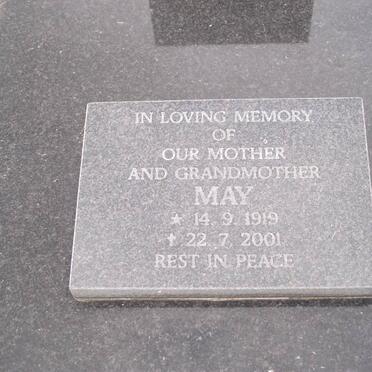 IN LOVING MEMORY
OF
OUR MOTHER
AND GRANDMOTHER
MAY
★ 14. 9. 1919
✝ 22. 7. 2001
REST IN PEACE